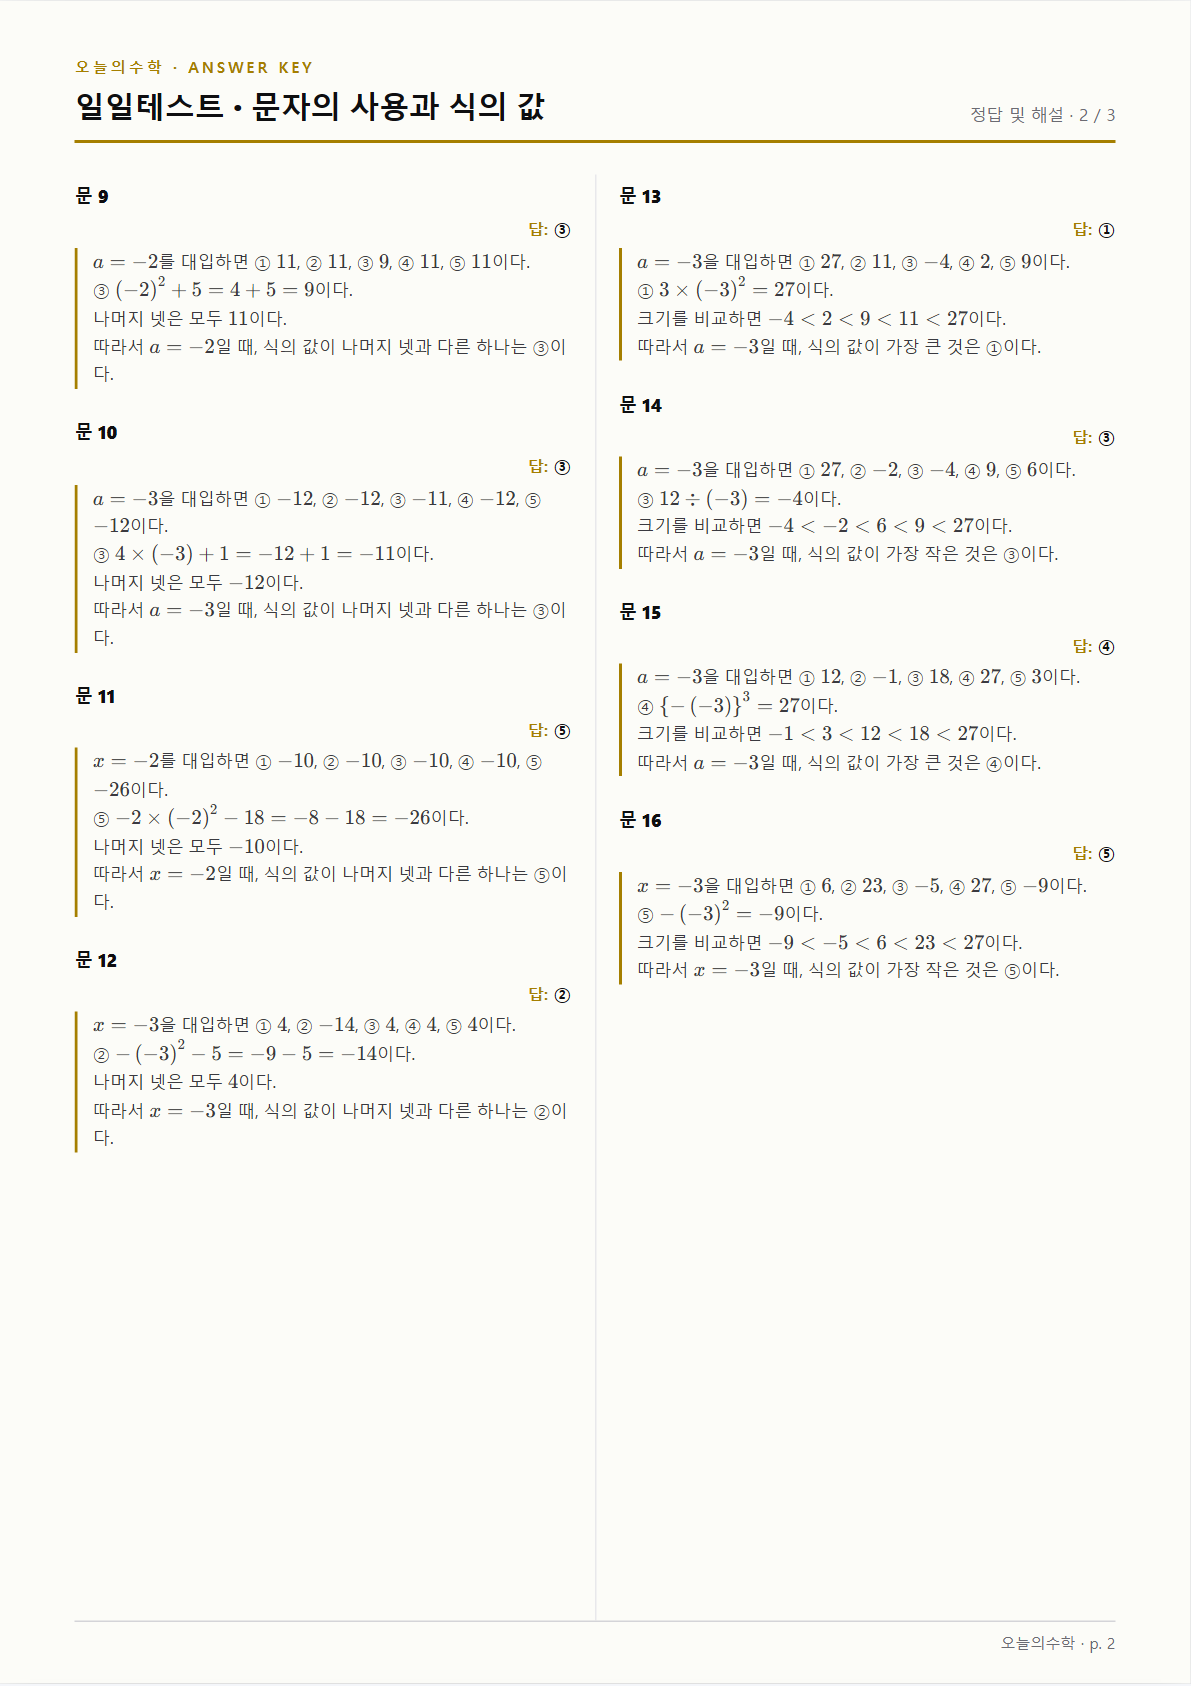 오늘의수학 · ANSWER KEY
일일테스트 · 문자의 사용과 식의 값
정답 및 해설 · 2 / 3
문 9
답: ③
a = −2를 대입하면 ① 11, ② 11, ③ 9, ④ 11, ⑤ 11이다.
③ (−2)² + 5 = 4 + 5 = 9이다.
나머지 넷은 모두 11이다.
따라서 a = −2일 때, 식의 값이 나머지 넷과 다른 하나는 ③이
다.
문 10
답: ③
a = −3을 대입하면 ① −12, ② −12, ③ −11, ④ −12, ⑤
−12이다.
③ 4 × (−3) + 1 = −12 + 1 = −11이다.
나머지 넷은 모두 −12이다.
따라서 a = −3일 때, 식의 값이 나머지 넷과 다른 하나는 ③이
다.
문 11
답: ⑤
x = −2를 대입하면 ① −10, ② −10, ③ −10, ④ −10, ⑤
−26이다.
⑤ −2 × (−2)² − 18 = −8 − 18 = −26이다.
나머지 넷은 모두 −10이다.
따라서 x = −2일 때, 식의 값이 나머지 넷과 다른 하나는 ⑤이
다.
문 12
답: ②
x = −3을 대입하면 ① 4, ② −14, ③ 4, ④ 4, ⑤ 4이다.
② −(−3)² − 5 = −9 − 5 = −14이다.
나머지 넷은 모두 4이다.
따라서 x = −3일 때, 식의 값이 나머지 넷과 다른 하나는 ②이
다.
문 13
답: ①
a = −3을 대입하면 ① 27, ② 11, ③ −4, ④ 2, ⑤ 9이다.
① 3 × (−3)² = 27이다.
크기를 비교하면 −4 < 2 < 9 < 11 < 27이다.
따라서 a = −3일 때, 식의 값이 가장 큰 것은 ①이다.
문 14
답: ③
a = −3을 대입하면 ① 27, ② −2, ③ −4, ④ 9, ⑤ 6이다.
③ 12 ÷ (−3) = −4이다.
크기를 비교하면 −4 < −2 < 6 < 9 < 27이다.
따라서 a = −3일 때, 식의 값이 가장 작은 것은 ③이다.
문 15
답: ④
a = −3을 대입하면 ① 12, ② −1, ③ 18, ④ 27, ⑤ 3이다.
④ {−(−3)}³ = 27이다.
크기를 비교하면 −1 < 3 < 12 < 18 < 27이다.
따라서 a = −3일 때, 식의 값이 가장 큰 것은 ④이다.
문 16
답: ⑤
x = −3을 대입하면 ① 6, ② 23, ③ −5, ④ 27, ⑤ −9이다.
⑤ −(−3)² = −9이다.
크기를 비교하면 −9 < −5 < 6 < 23 < 27이다.
따라서 x = −3일 때, 식의 값이 가장 작은 것은 ⑤이다.
오늘의수학 · p. 2